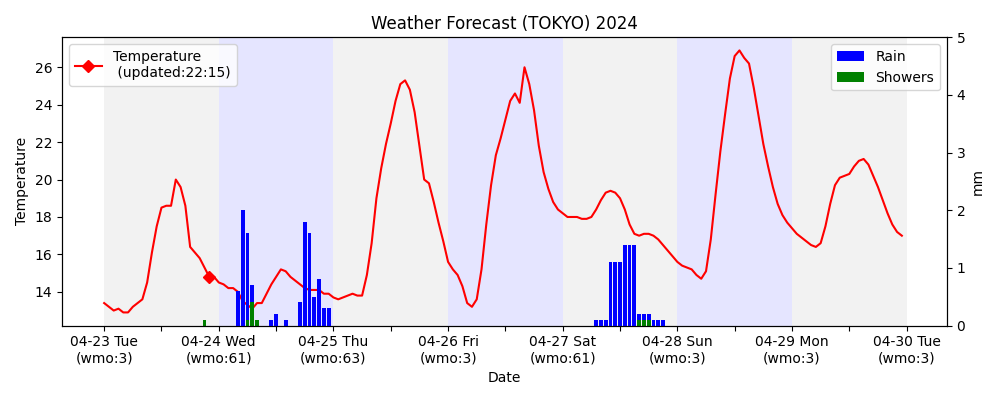 Weather Forecast (TOKYO) 2024
Temperature
(updated:22:15)
Rain
Showers
Temperature
26
24
22
20
18
16
14
5
4
3
2
1
0
mm
04-23 Tue
(wmo:3)
04-24 Wed
(wmo:61)
04-25 Thu
(wmo:63)
04-26 Fri
(wmo:3)
04-27 Sat
(wmo:61)
04-28 Sun
(wmo:3)
04-29 Mon
(wmo:3)
04-30 Tue
(wmo:3)
Date